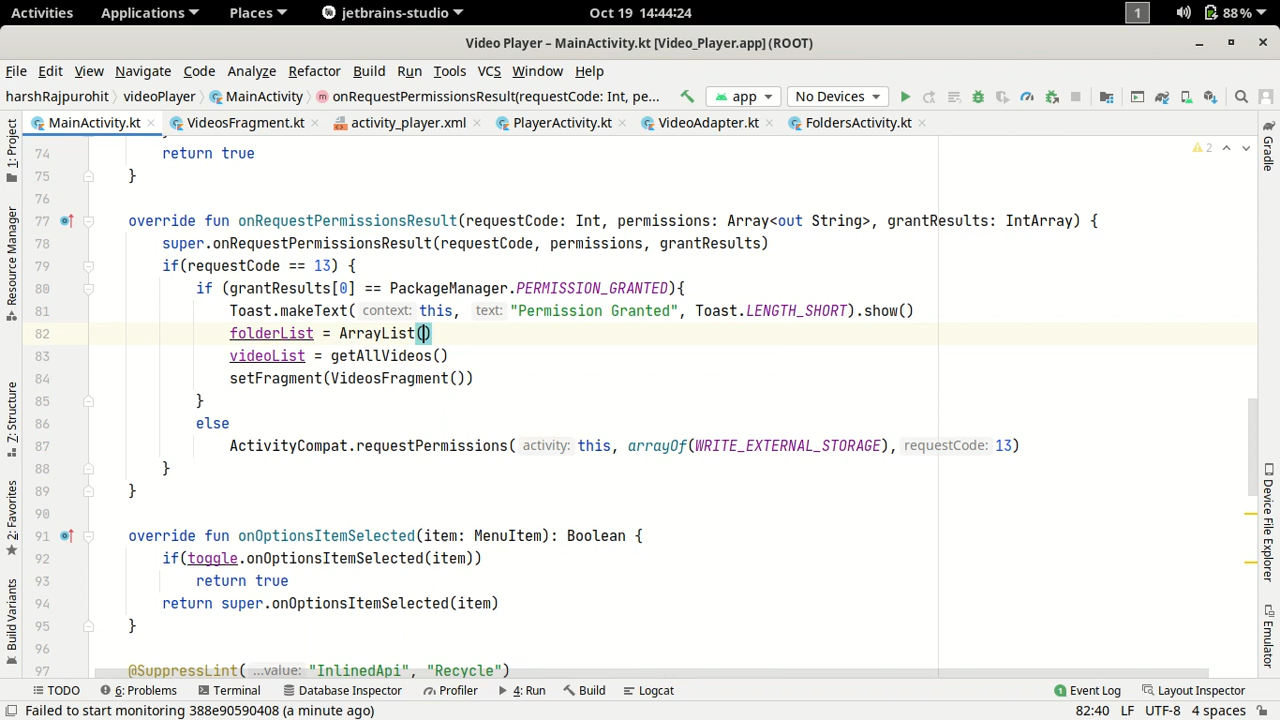 Activities Applications Places jetbrains-studio Oct 19 14:44:24 1 88%
Video Player – MainActivity.kt [Video_Player.app] (ROOT)
File Edit View Navigate Code Analyze Refactor Build Run Tools VCS Window Help
harshRajpurohit videoPlayer MainActivity onRequestPermissionsResult(requestCode: Int, pe... app No Devices
MainActivity.kt VideosFragment.kt activity_player.xml PlayerActivity.kt VideoAdapter.kt FoldersActivity.kt
1: Project
Resource Manager
Z: Structure
2: Favorites
Build Variants
2
74 return true
75 }
76
77 override fun onRequestPermissionsResult(requestCode: Int, permissions: Array<out String>, grantResults: IntArray) {
78 super.onRequestPermissionsResult(requestCode, permissions, grantResults)
79 if(requestCode == 13) {
80 if (grantResults[0] == PackageManager.PERMISSION_GRANTED){
81 Toast.makeText( context: this, text: "Permission Granted", Toast.LENGTH_SHORT).show()
82 folderList = ArrayList()
83 videoList = getAllVideos()
84 setFragment(VideosFragment())
85 }
86 else
87 ActivityCompat.requestPermissions( activity: this, arrayOf(WRITE_EXTERNAL_STORAGE), requestCode: 13)
88 }
89 }
90
91 override fun onOptionsItemSelected(item: MenuItem): Boolean {
92 if(toggle.onOptionsItemSelected(item))
93 return true
94 return super.onOptionsItemSelected(item)
95 }
96
97 @SuppressLint( ...value: "InlinedApi", "Recycle")
Gradle
Device File Explorer
Emulator
TODO 6: Problems Terminal Database Inspector Profiler 4: Run Build Logcat 1 Event Log Layout Inspector
Failed to start monitoring 388e90590408 (a minute ago) 82:40 LF UTF-8 4 spaces